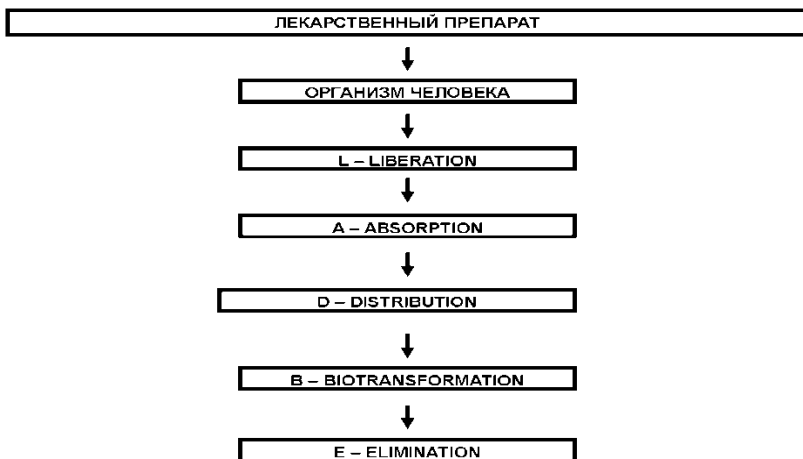 ЛЕКАРСТВЕННЫЙ ПРЕПАРАТ
ОРГАНИЗМ ЧЕЛОВЕКА
L – LIBERATION
A – ABSORPTION
D – DISTRIBUTION
B – BIOTRANSFORMATION
E – ELIMINATION